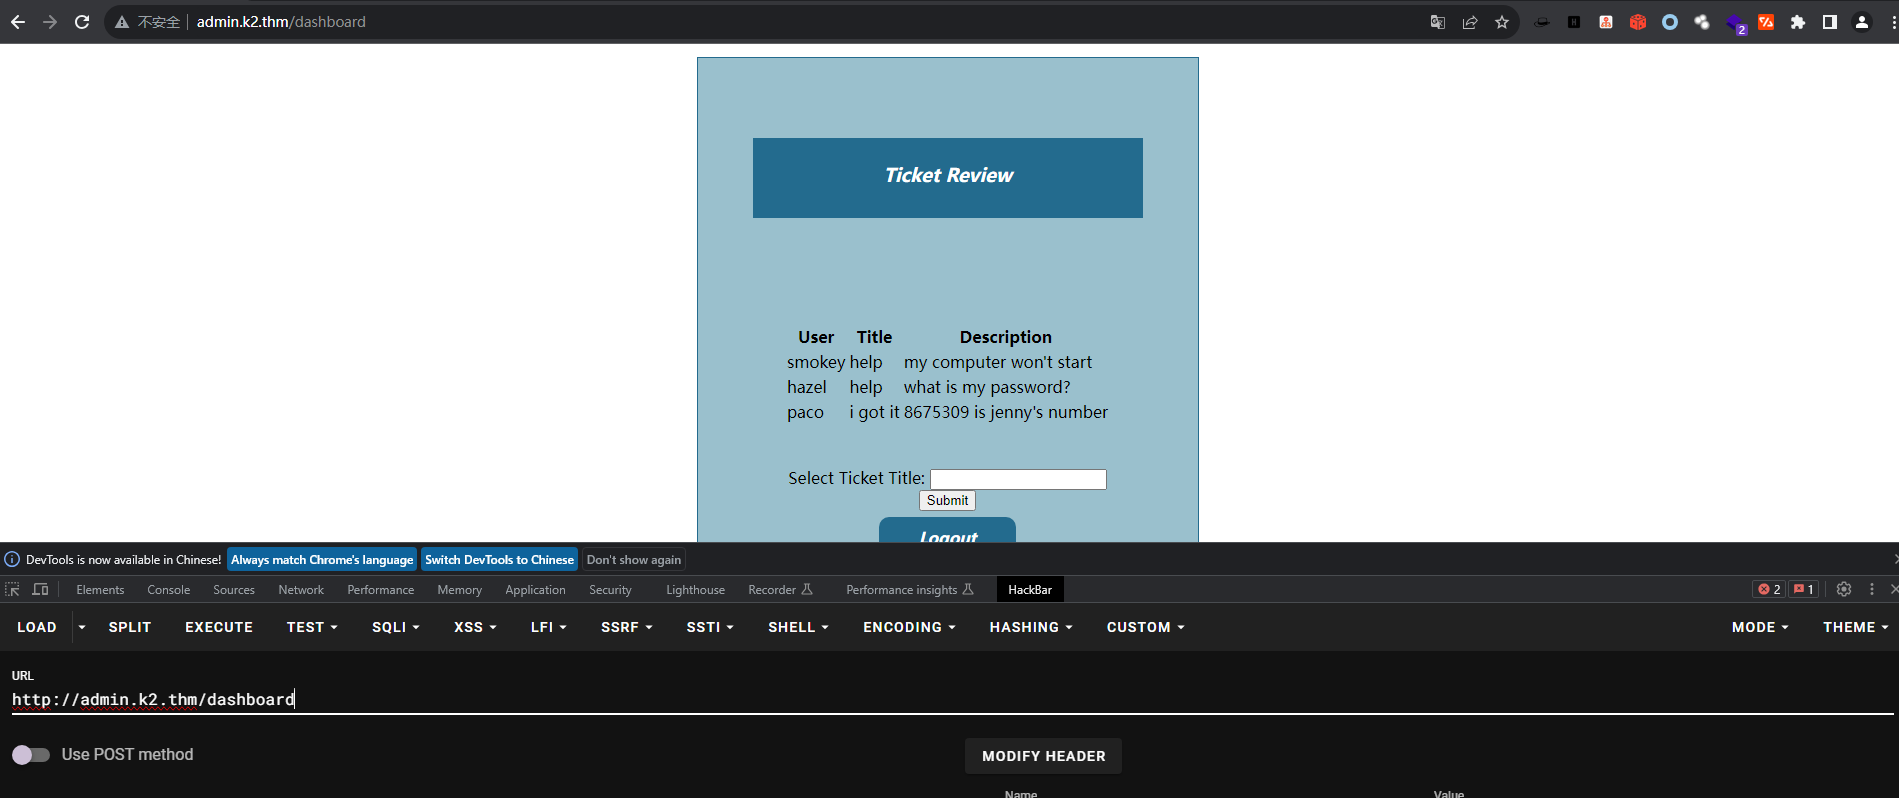 不安全 admin.k2.thm/dashboard
2
Ticket Review
User Title Description
smokey help my computer won't start
hazel help what is my password?
paco i got it 8675309 is jenny's number
Select Ticket Title:
Submit
Logout
DevTools is now available in Chinese! Always match Chrome's language Switch DevTools to Chinese Don't show again
Elements Console Sources Network Performance Memory Application Security Lighthouse Recorder Performance insights HackBar 2 1
LOAD SPLIT EXECUTE TEST SQLI XSS LFI SSRF SSTI SHELL ENCODING HASHING CUSTOM MODE THEME
URL
http://admin.k2.thm/dashboard
Use POST method MODIFY HEADER
Name Value